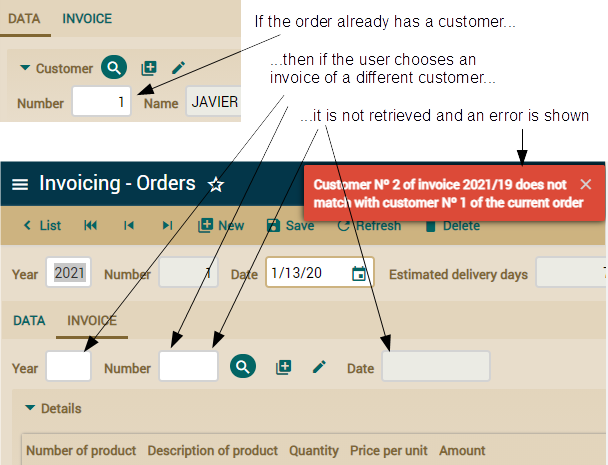 DATA INVOICE
If the order already has a customer...
Customer
...then if the user chooses an
invoice of a different customer...
Number 1 Name JAVIER
...it is not retrieved and an error is shown
Invoicing - Orders
Customer Nº 2 of invoice 2021/19 does not
match with customer Nº 1 of the current order
List New Save Refresh Delete
Year 2021 Number 1 Date 1/13/20 Estimated delivery days
DATA INVOICE
Year Number Date
Details
Number of product Description of product Quantity Price per unit Amount